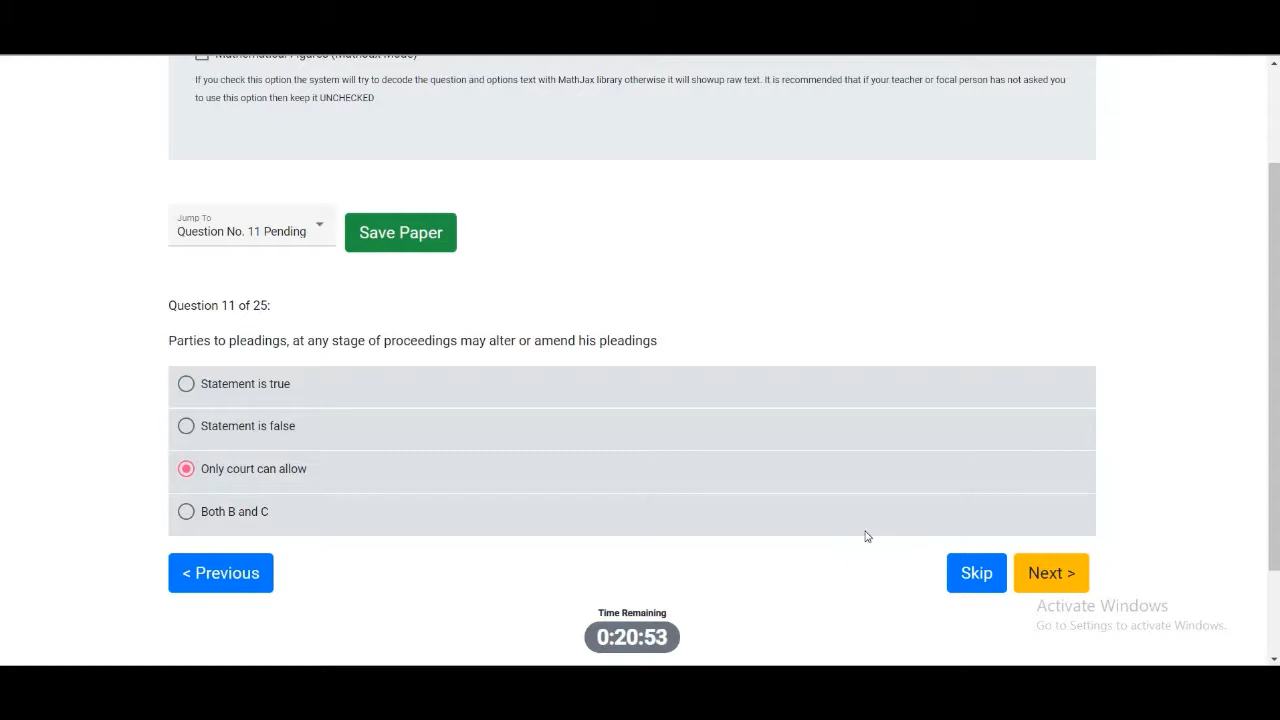 Mathematical Figures (MathJax Mode)
If you check this option the system will try to decode the question and options text with MathJax library otherwise it will showup raw text. It is recommended that if your teacher or focal person has not asked you
to use this option then keep it UNCHECKED
Jump To
Question No. 11 Pending
Save Paper
Question 11 of 25:
Parties to pleadings, at any stage of proceedings may alter or amend his pleadings
Statement is true
Statement is false
Only court can allow
Both B and C
< Previous
Skip
Next >
Time Remaining
0:20:53
Activate Windows
Go to Settings to activate Windows.